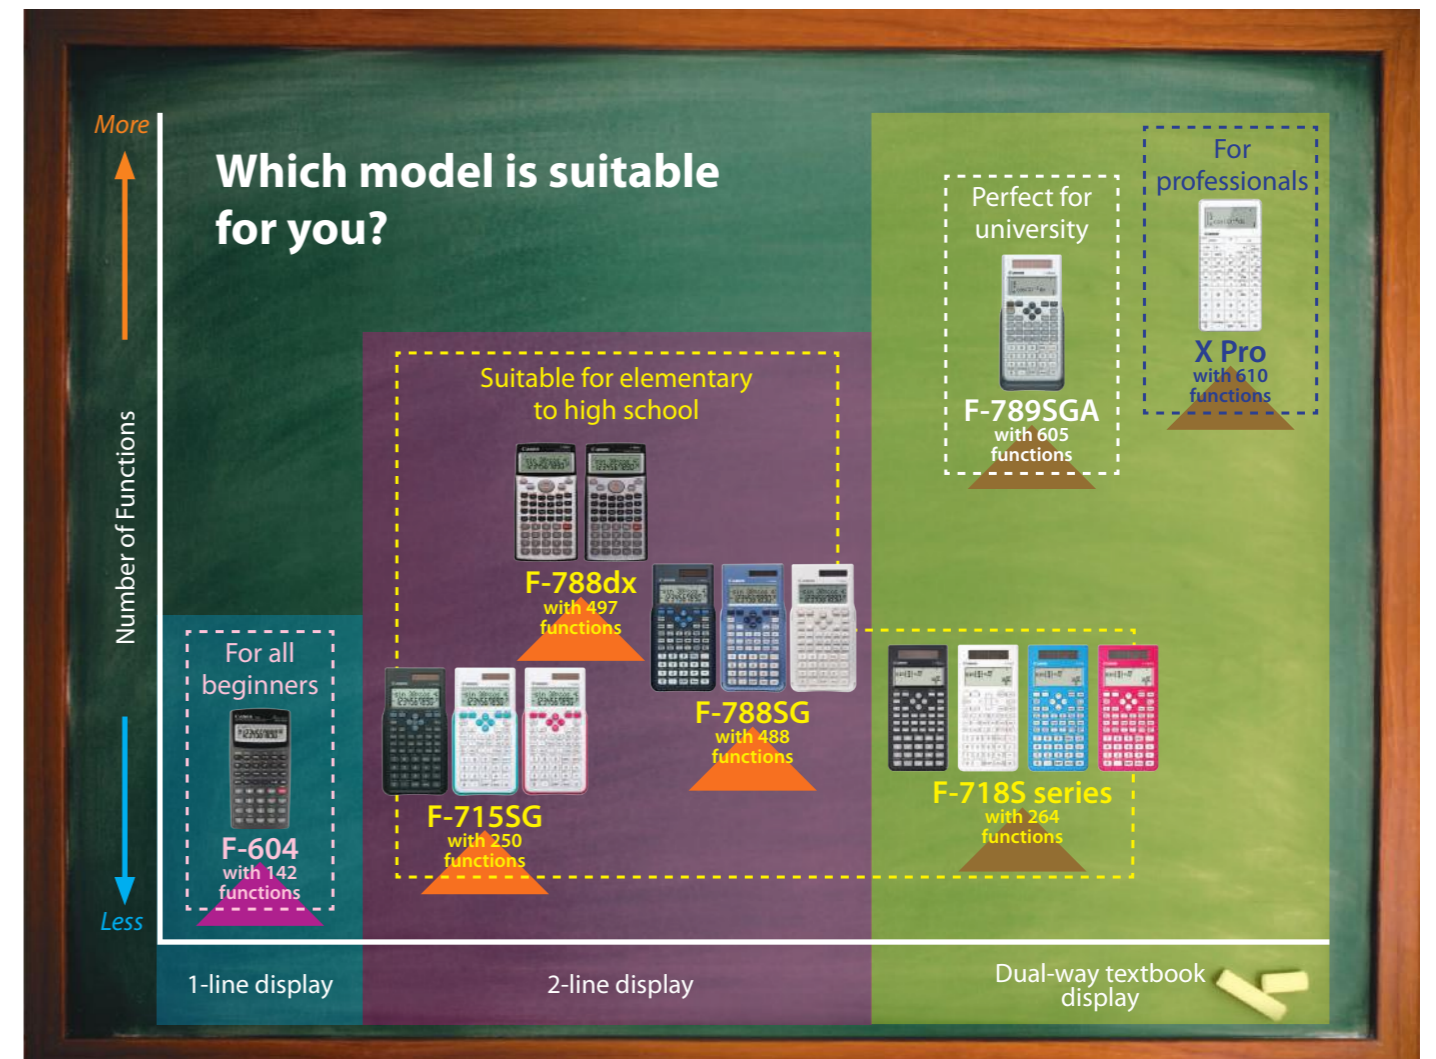 Which model is suitable
for you?
More
Number of Functions
Less
For
professionals
X Pro
with 610
functions
Perfect for
university
F-789SGA
with 605
functions
Suitable for elementary
to high school
F-788dx
with 497
functions
F-788SG
with 488
functions
F-715SG
with 250
functions
F-718S series
with 264
functions
For all
beginners
F-604
with 142
functions
1-line display
2-line display
Dual-way textbook
display